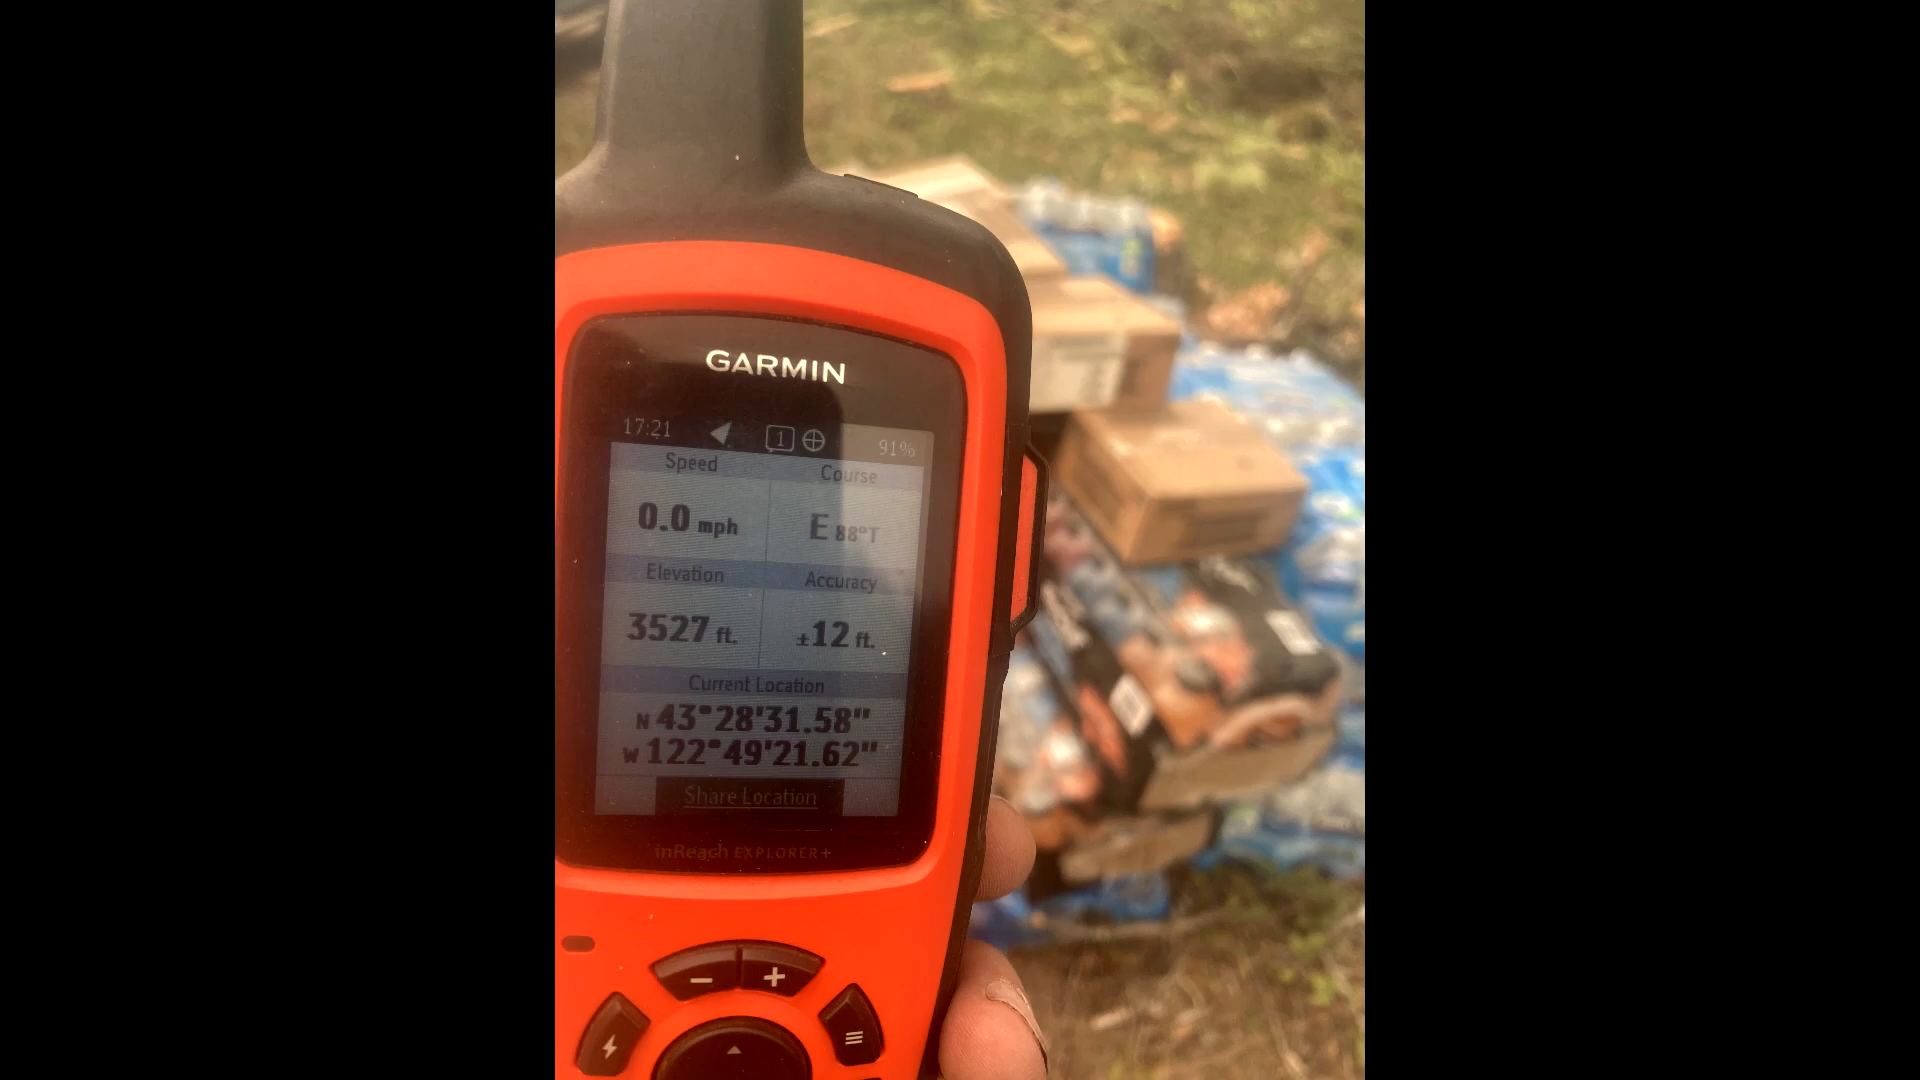 GARMIN
17:21 1 91%
Speed Course
0.0 mph E 88°T
Elevation Accuracy
3527 ft. ±12 ft.
Current Location
N 43°28'31.58"
W 122°49'21.62"
Share Location
inReach EXPLORER+
− +